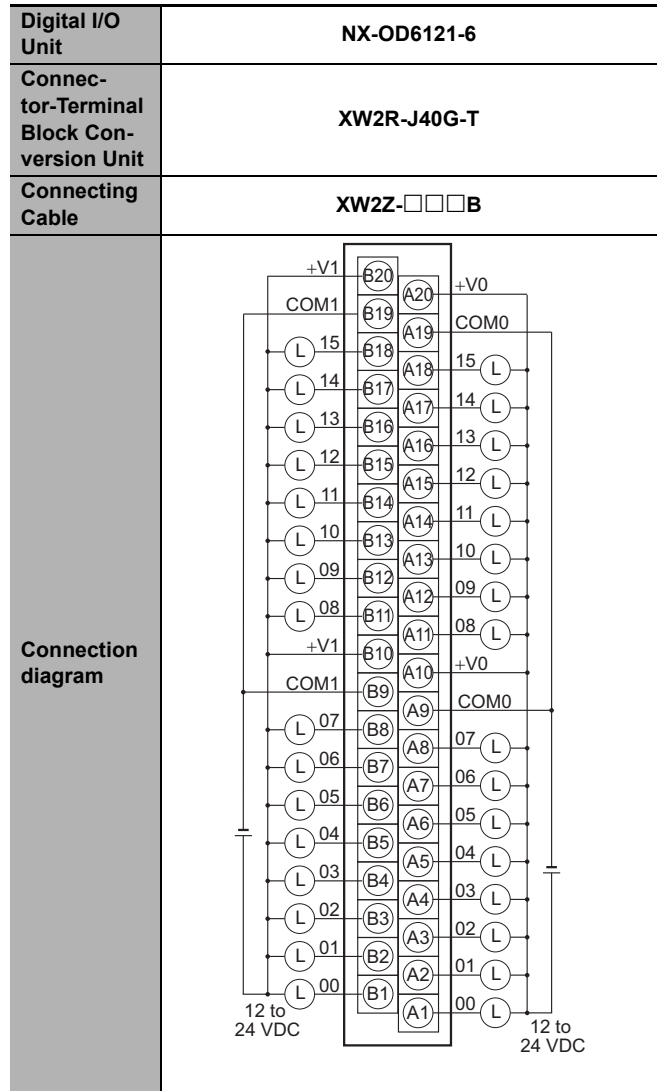 Digital I/O
Unit
NX-OD6121-6
Connec-
tor-Terminal
Block Con-
version Unit
XW2R-J40G-T
Connecting
Cable
XW2Z-□□□B
Connection
diagram
+V1 B20
A20 +V0
COM1 B19
A19 COM0
L 15 B18
A18 15 L
L 14 B17
A17 14 L
L 13 B16
A16 13 L
L 12 B15
A15 12 L
L 11 B14
A14 11 L
L 10 B13
A13 10 L
L 09 B12
A12 09 L
L 08 B11
A11 08 L
+V1 B10
A10 +V0
COM1 B9
A9 COM0
L 07 B8
A8 07 L
L 06 B7
A7 06 L
L 05 B6
A6 05 L
L 04 B5
A5 04 L
L 03 B4
A4 03 L
L 02 B3
A3 02 L
L 01 B2
A2 01 L
L 00 B1
A1 00 L
12 to
24 VDC
12 to
24 VDC